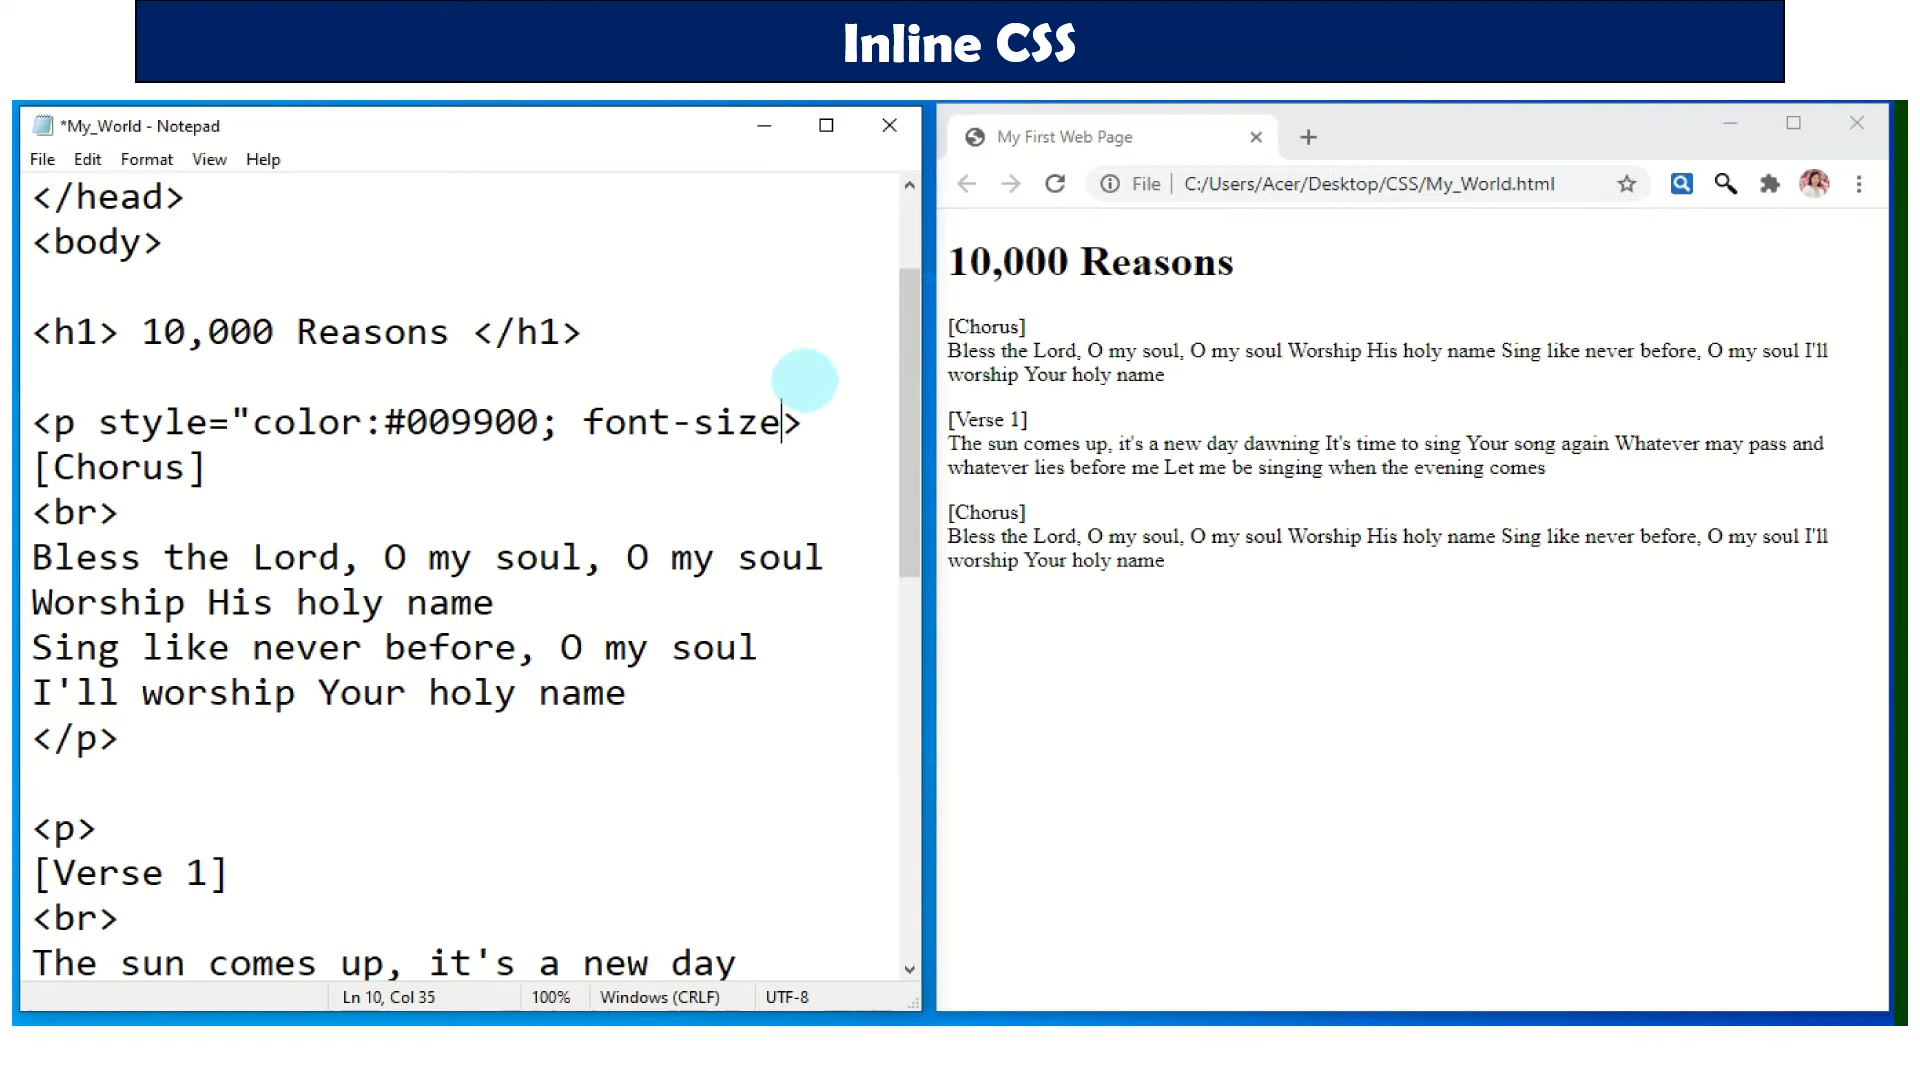 Inline CSS
*My_World - Notepad
File Edit Format View Help
</head>
<body>
<h1> 10,000 Reasons </h1>
<p style="color:#009900; font-size>
[Chorus]
<br>
Bless the Lord, O my soul, O my soul
Worship His holy name
Sing like never before, O my soul
I'll worship Your holy name
</p>
<p>
[Verse 1]
<br>
The sun comes up, it's a new day
Ln 10, Col 35 100% Windows (CRLF) UTF-8
My First Web Page
File C:/Users/Acer/Desktop/CSS/My_World.html
10,000 Reasons
[Chorus]
Bless the Lord, O my soul, O my soul Worship His holy name Sing like never before, O my soul I'll
worship Your holy name
[Verse 1]
The sun comes up, it's a new day dawning It's time to sing Your song again Whatever may pass and
whatever lies before me Let me be singing when the evening comes
[Chorus]
Bless the Lord, O my soul, O my soul Worship His holy name Sing like never before, O my soul I'll
worship Your holy name